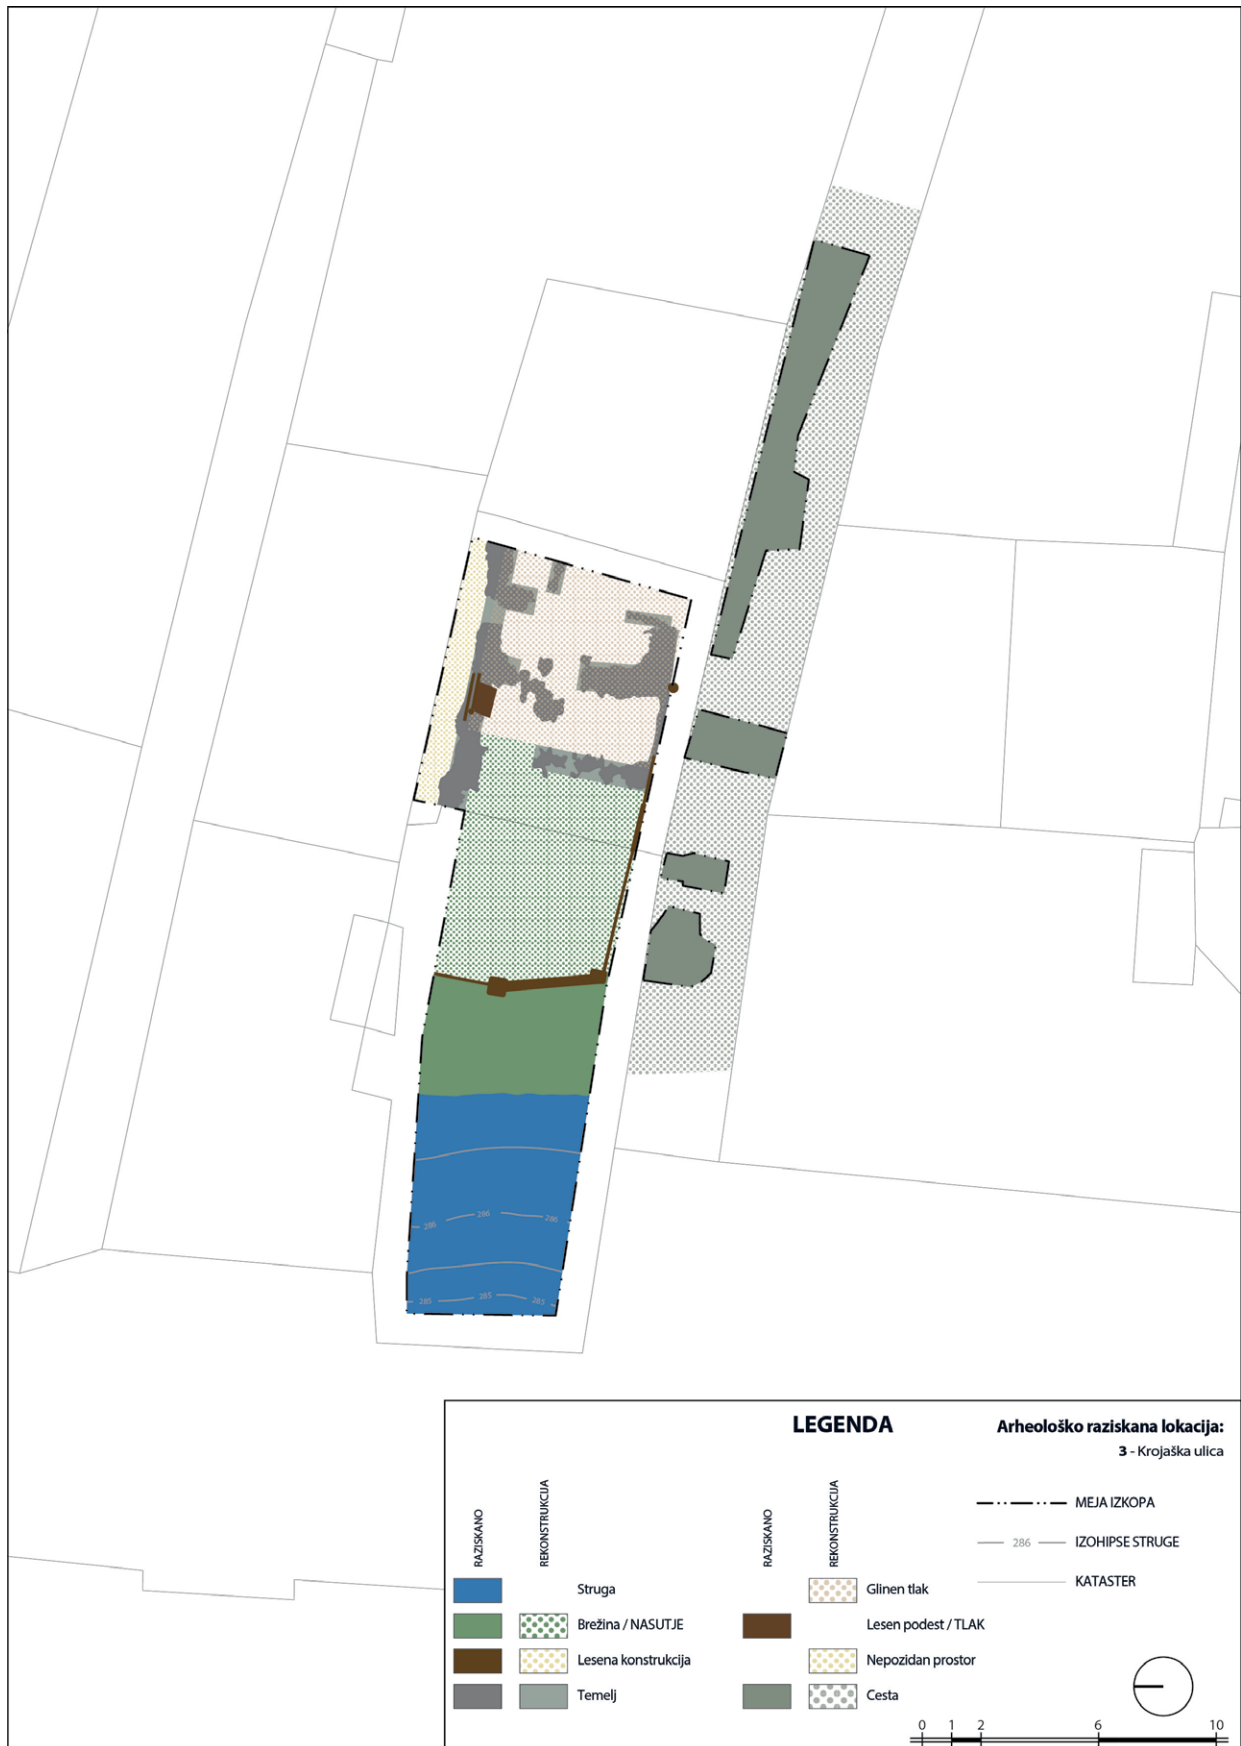 286 286 286
285 285 285
LEGENDA
Arheološko raziskana lokacija:
3 - Krojaška ulica
RAZISKANO
REKONSTRUKCIJA
RAZISKANO
REKONSTRUKCIJA
MEJA IZKOPA
286 IZOHIPSE STRUGE
KATASTER
Struga
Glinen tlak
Brežina / NASUTJE
Lesen podest / TLAK
Lesena konstrukcija
Nepozidan prostor
Temelj
Cesta
0 1 2 6 10